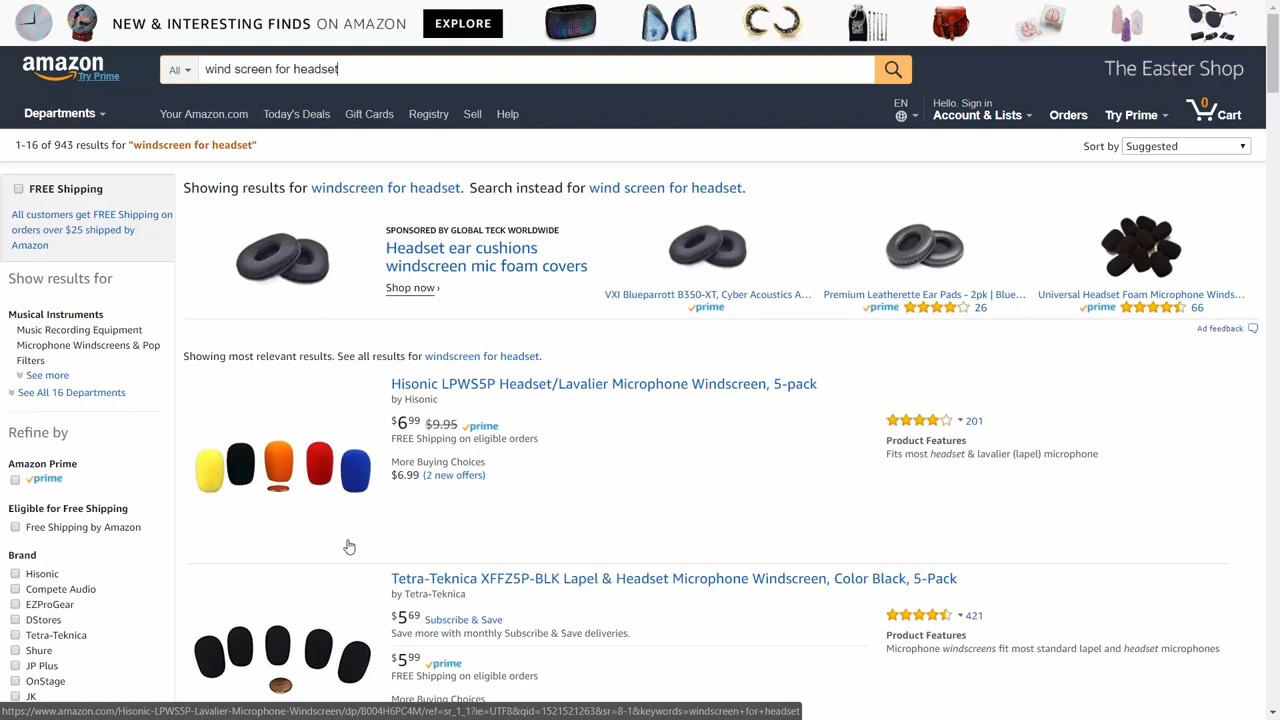 NEW & INTERESTING FINDS ON AMAZON EXPLORE
amazon
Try Prime
All
wind screen for headset
The Easter Shop
Departments
Your Amazon.com
Today's Deals
Gift Cards
Registry
Sell
Help
EN
Hello. Sign in
Account & Lists
Orders
Try Prime
0
Cart
1-16 of 943 results for "windscreen for headset"
Sort by Suggested
FREE Shipping
All customers get FREE Shipping on
orders over $25 shipped by
Amazon
Show results for
Musical Instruments
Music Recording Equipment
Microphone Windscreens & Pop
Filters
See more
See All 16 Departments
Refine by
Amazon Prime
prime
Eligible for Free Shipping
Free Shipping by Amazon
Brand
Hisonic
Compete Audio
EZProGear
DStores
Tetra-Teknica
Shure
JP Plus
OnStage
JK
Showing results for windscreen for headset. Search instead for wind screen for headset.
SPONSORED BY GLOBAL TECK WORLDWIDE
Headset ear cushions
windscreen mic foam covers
Shop now ›
VXI Blueparrott B350-XT, Cyber Acoustics A...
prime
Premium Leatherette Ear Pads - 2pk | Blue...
prime 26
Universal Headset Foam Microphone Winds...
prime 66
Ad feedback
Showing most relevant results. See all results for windscreen for headset.
Hisonic LPWS5P Headset/Lavalier Microphone Windscreen, 5-pack
by Hisonic
$6 99 $9.95 prime
FREE Shipping on eligible orders
More Buying Choices
$6.99 (2 new offers)
201
Product Features
Fits most headset & lavalier (lapel) microphone
Tetra-Teknica XFFZ5P-BLK Lapel & Headset Microphone Windscreen, Color Black, 5-Pack
by Tetra-Teknica
$5 69 Subscribe & Save
Save more with monthly Subscribe & Save deliveries.
$5 99 prime
FREE Shipping on eligible orders
More Buying Choices
421
Product Features
Microphone windscreens fit most standard lapel and headset microphones
https://www.amazon.com/Hisonic-LPWS5P-Lavalier-Microphone-Windscreen/dp/B004H6PC4M/ref=sr_1_1?ie=UTF8&qid=1521521263&sr=8-1&keywords=windscreen+for+headset